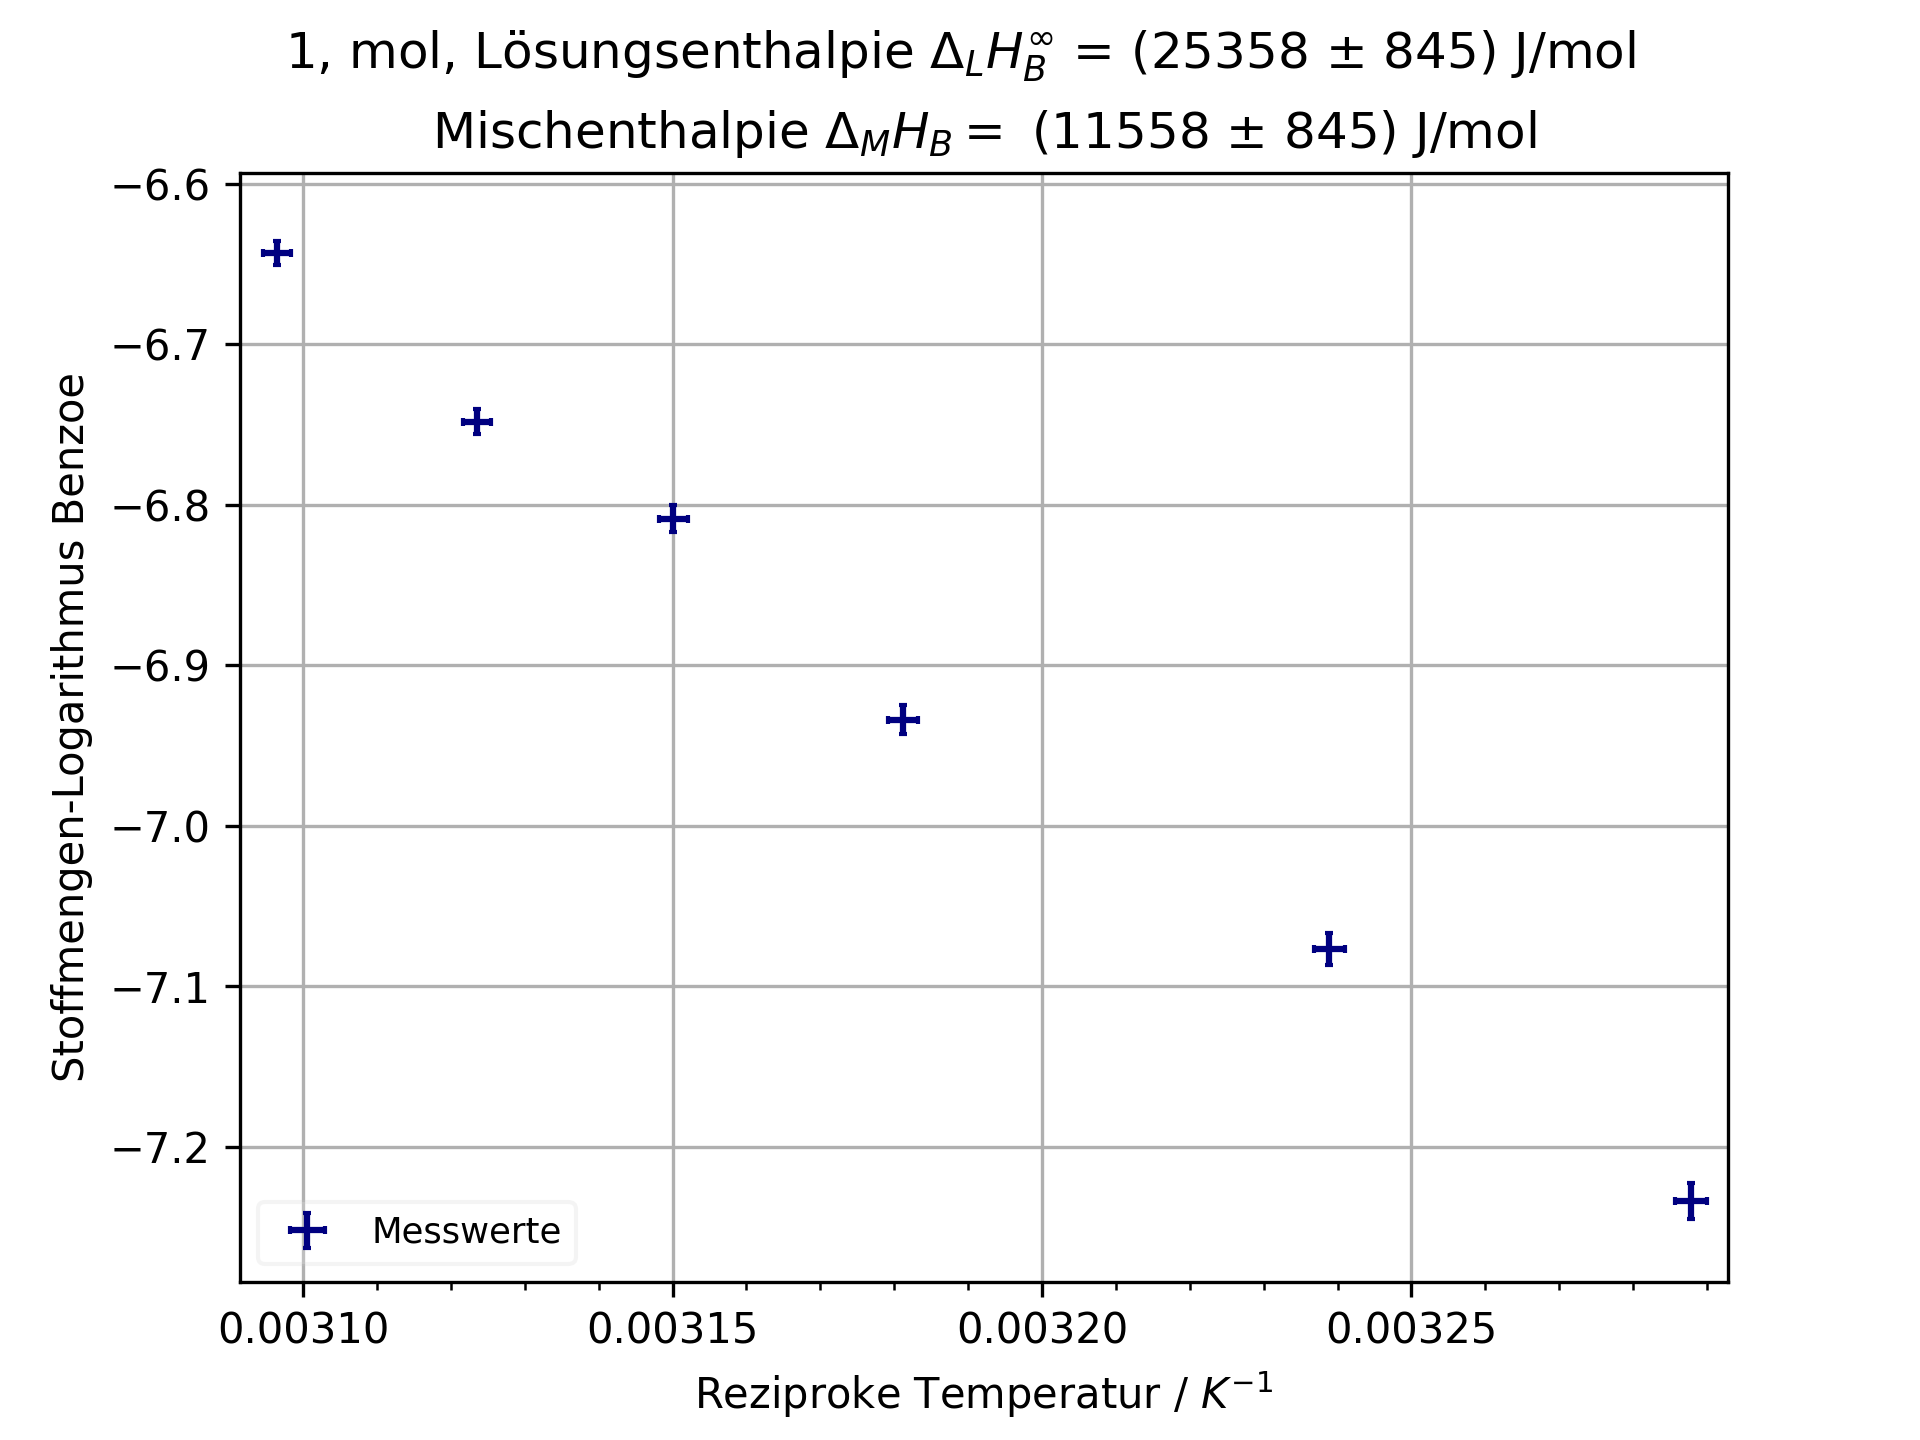 1, mol, Lösungsenthalpie Δ_L H_B^∞ = (25358 ± 845) J/mol
Mischenthalpie Δ_M H_B = (11558 ± 845) J/mol
−6.6
−6.7
−6.8
−6.9
−7.0
−7.1
−7.2
Stoffmengen-Logarithmus Benzoe
Messwerte
0.00310 0.00315 0.00320 0.00325
Reziproke Temperatur / K⁻¹